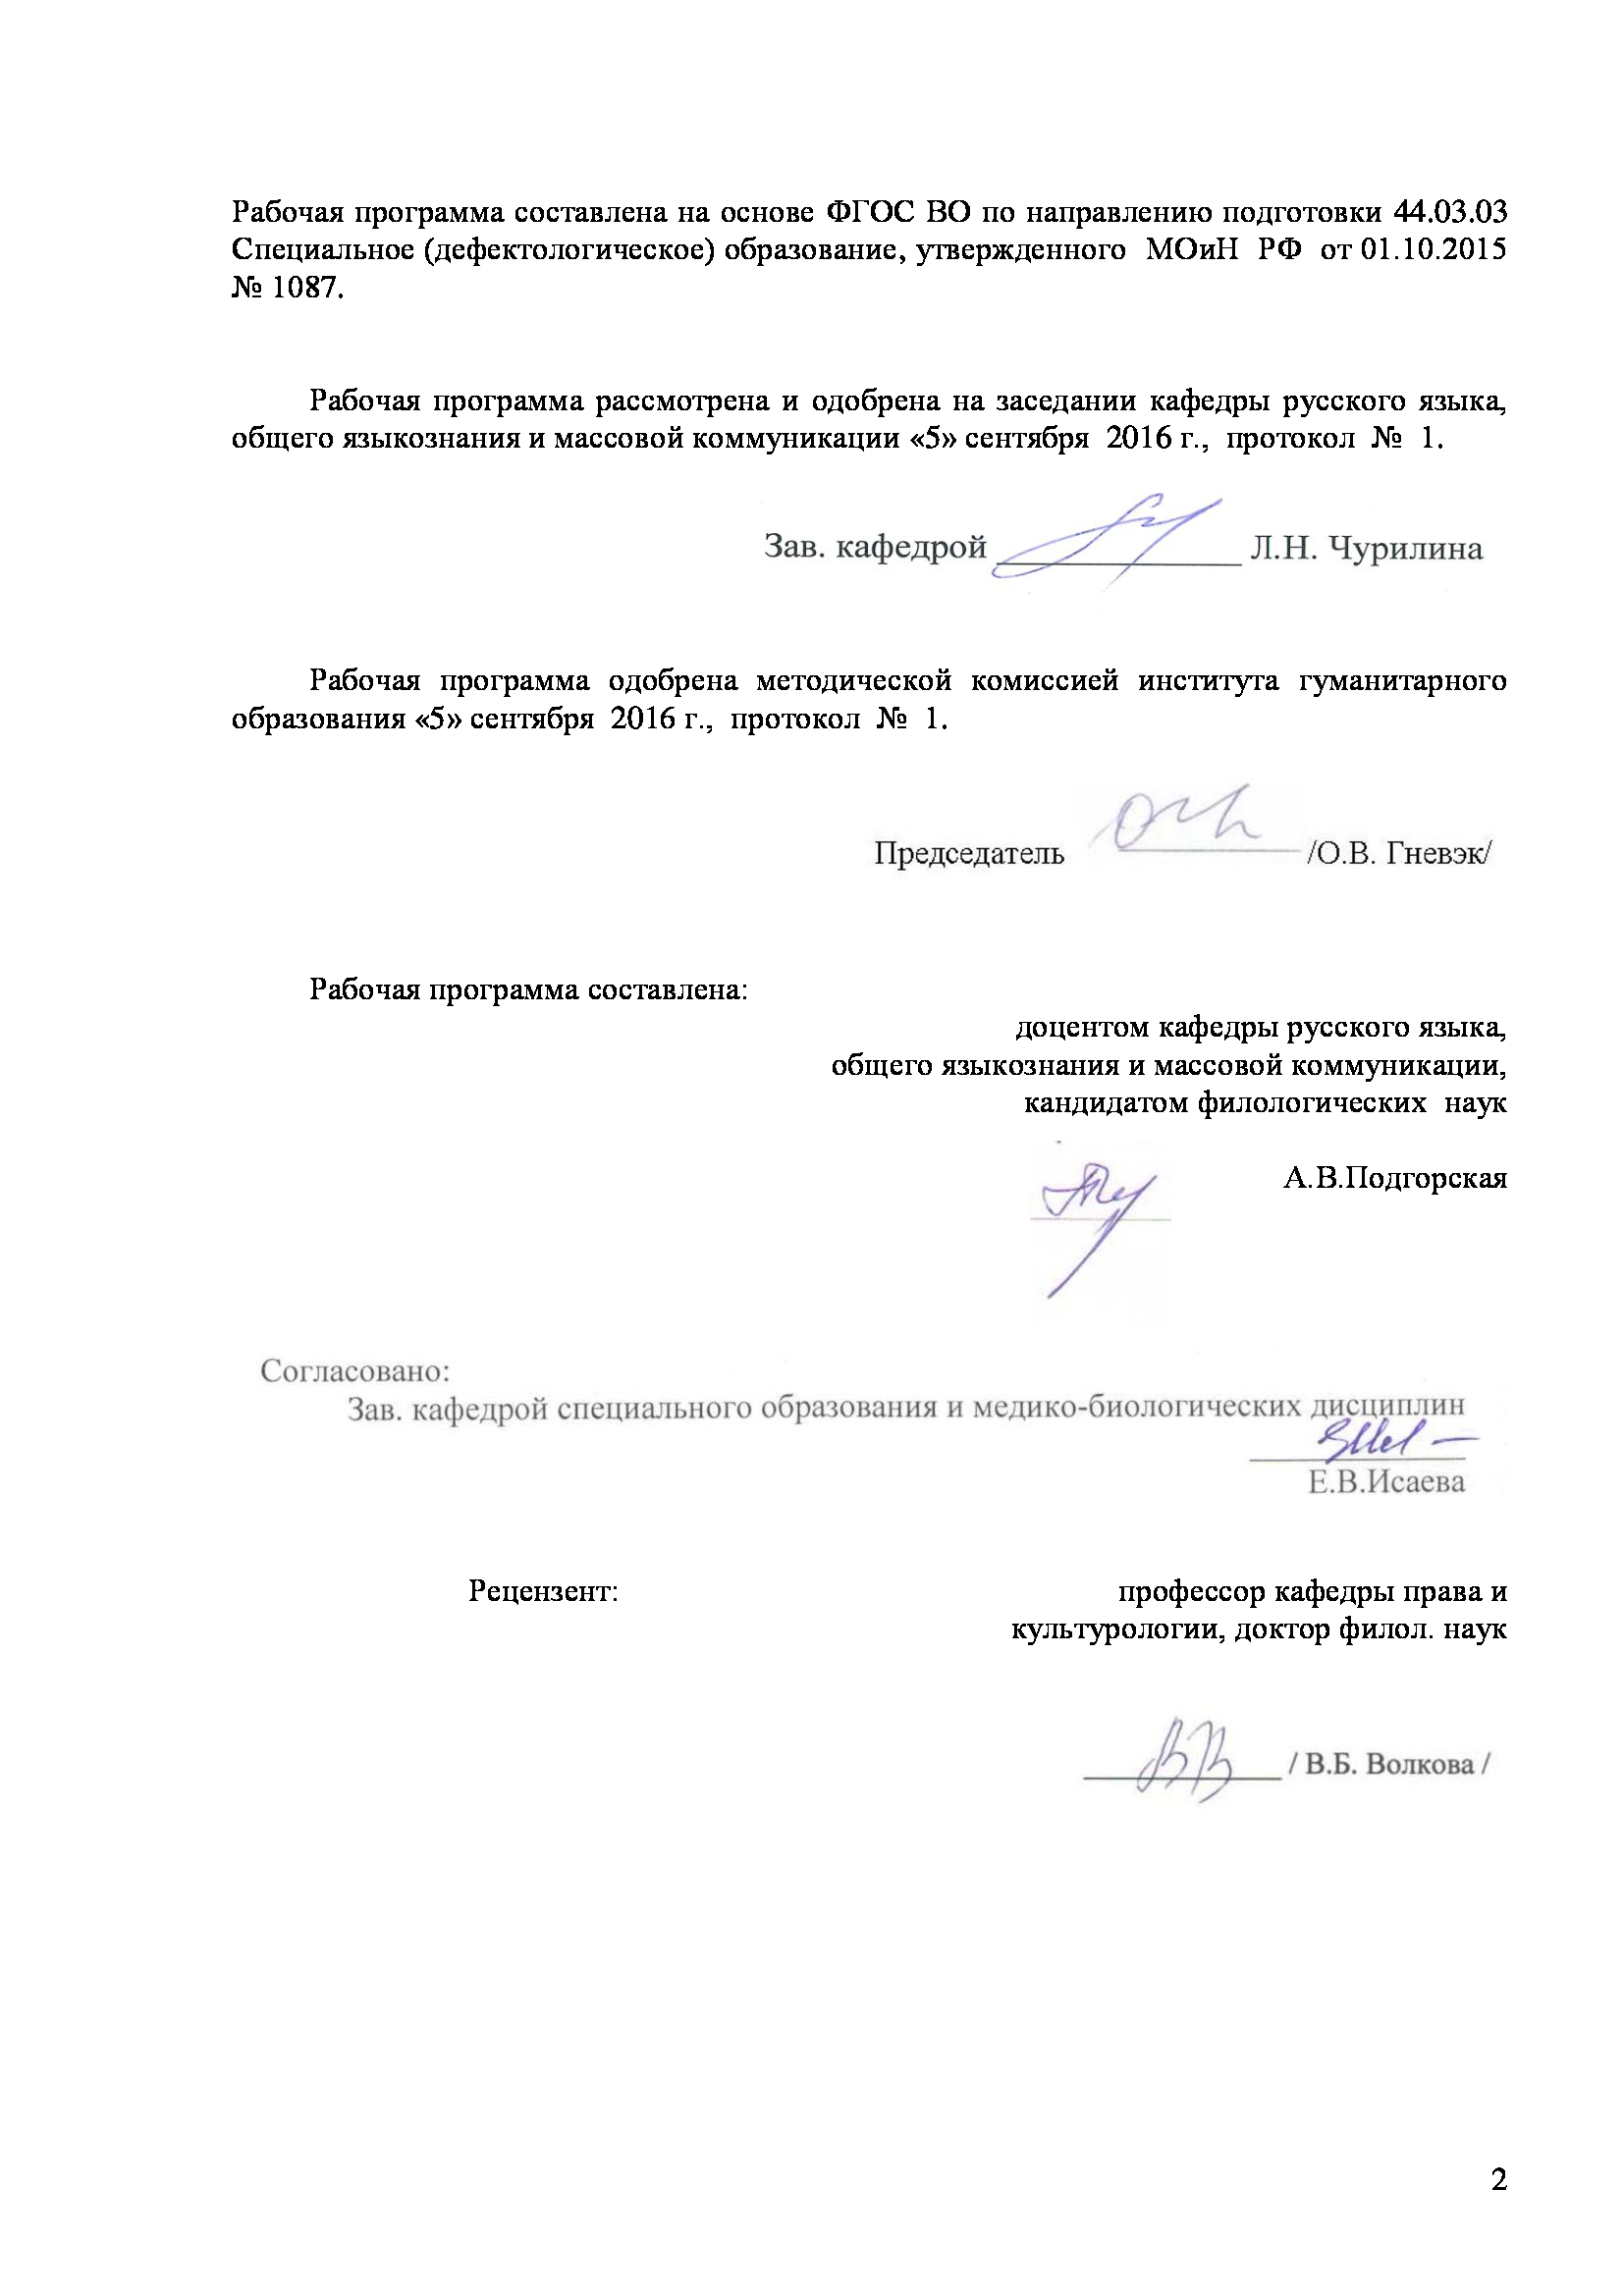 Рабочая программа составлена на основе ФГОС ВО по направлению подготовки 44.03.03
Специальное (дефектологическое) образование, утвержденного МОиН РФ от 01.10.2015
№ 1087.
Рабочая программа рассмотрена и одобрена на заседании кафедры русского языка,
общего языкознания и массовой коммуникации «5» сентября 2016 г., протокол № 1.
Зав. кафедрой Л.Н. Чурилина
Рабочая программа одобрена методической комиссией института гуманитарного
образования «5» сентября 2016 г., протокол № 1.
Председатель /О.В. Гневэк/
Рабочая программа составлена:
доцентом кафедры русского языка,
общего языкознания и массовой коммуникации,
кандидатом филологических наук
А.В.Подгорская
Согласовано:
Зав. кафедрой специального образования и медико-биологических дисциплин
Е.В.Исаева
Рецензент: профессор кафедры права и
культурологии, доктор филол. наук
/ В.Б. Волкова /
2